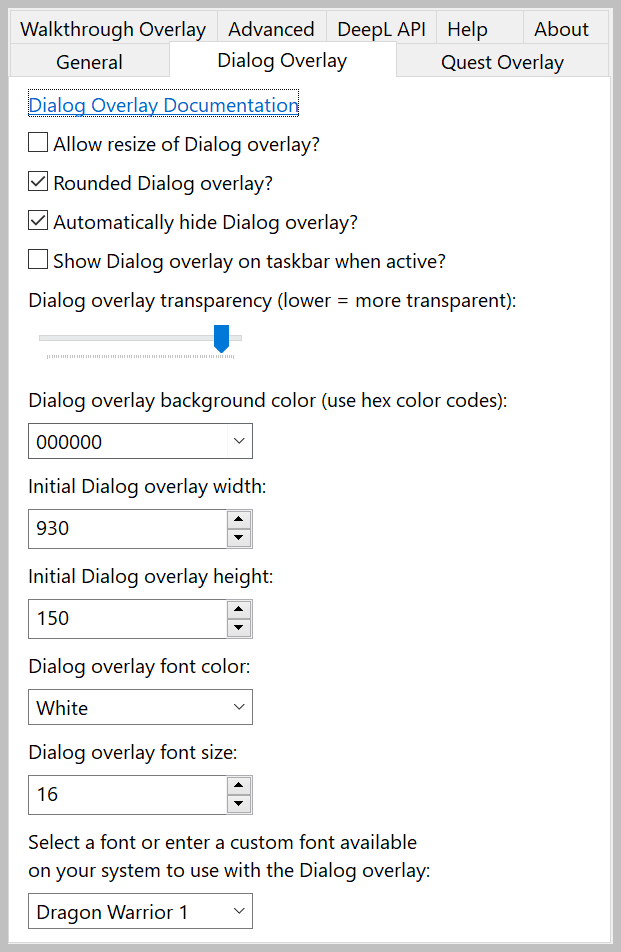 Walkthrough Overlay Advanced DeepL API Help About
General Dialog Overlay Quest Overlay
Dialog Overlay Documentation
Allow resize of Dialog overlay?
Rounded Dialog overlay?
Automatically hide Dialog overlay?
Show Dialog overlay on taskbar when active?
Dialog overlay transparency (lower = more transparent):
Dialog overlay background color (use hex color codes):
000000
Initial Dialog overlay width:
930
Initial Dialog overlay height:
150
Dialog overlay font color:
White
Dialog overlay font size:
16
Select a font or enter a custom font available
on your system to use with the Dialog overlay:
Dragon Warrior 1